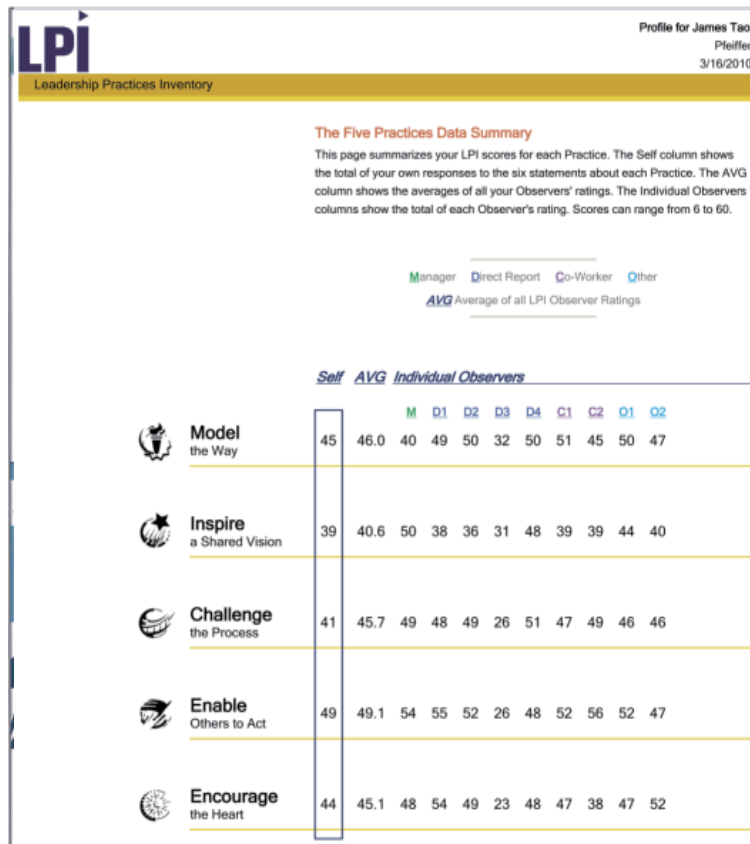 LPI
Profile for James Tao
Pfeiffer
3/16/2010
Leadership Practices Inventory
The Five Practices Data Summary
This page summarizes your LPI scores for each Practice. The Self column shows
the total of your own responses to the six statements about each Practice. The AVG
column shows the averages of all your Observers' ratings. The Individual Observers
columns show the total of each Observer's rating. Scores can range from 6 to 60.
Manager Direct Report Co-Worker Other
AVG Average of all LPI Observer Ratings
Self AVG Individual Observers
M D1 D2 D3 D4 C1 C2 O1 O2
Model
the Way
45 46.0 40 49 50 32 50 51 45 50 47
Inspire
a Shared Vision
39 40.6 50 38 36 31 48 39 39 44 40
Challenge
the Process
41 45.7 49 48 49 26 51 47 49 46 46
Enable
Others to Act
49 49.1 54 55 52 26 48 52 56 52 47
Encourage
the Heart
44 45.1 48 54 49 23 48 47 38 47 52